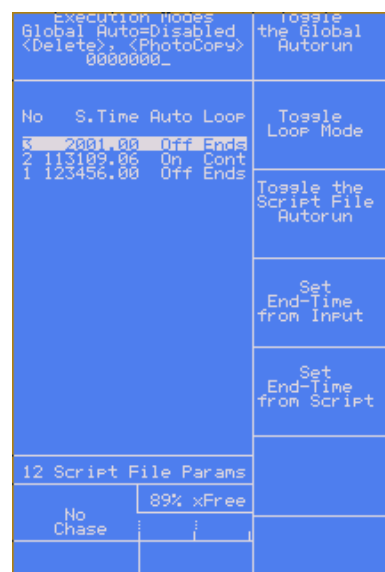 Execution Modes
Global Auto=Disabled
<Delete>, <PhotoCopy>
0000000_
No S.Time Auto Loop
3 2001.00 Off Ends
2 113109.06 On Cont
1 123456.00 Off Ends
12 Script File Params
No
Chase
89% xFree
Toggle
the Global
Autorun
Toggle
Loop Mode
Toggle the
Script File
Autorun
Set
End-Time
from Input
Set
End-Time
from Script